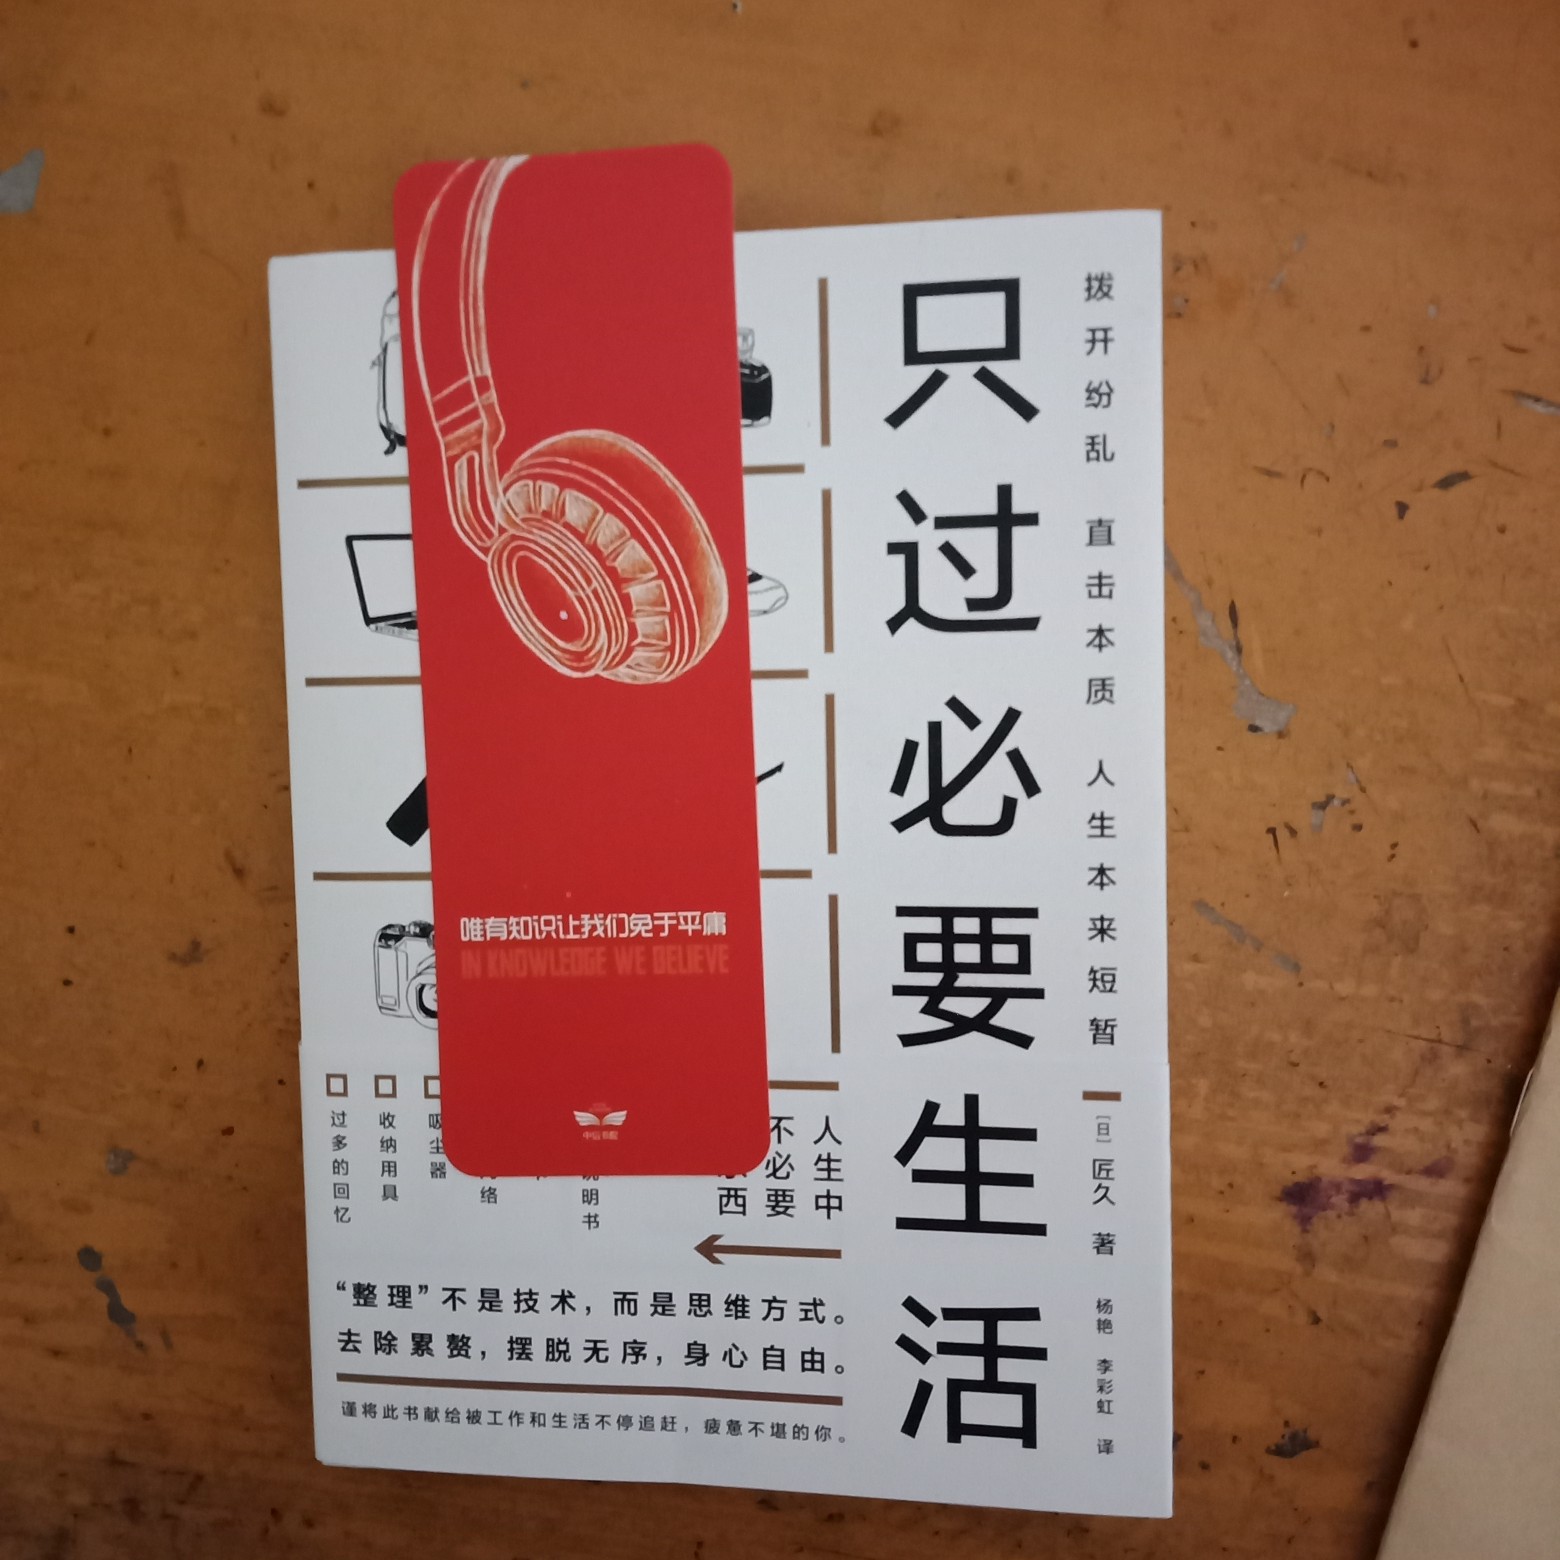 拨开纷乱 直击本质 人生本来短暂
[日] 匠久 著
杨艳 李彩虹 译
只过必要生活
唯有知识让我们免于平庸
IN KNOWLEDGE WE BELIEVE
中信书院
人生中
不必要
西
说明书
络
吸尘器
收纳用具
过多的回忆
“整理”不是技术，而是思维方式。
去除累赘，摆脱无序，身心自由。
谨将此书献给被工作和生活不停追赶，疲惫不堪的你。